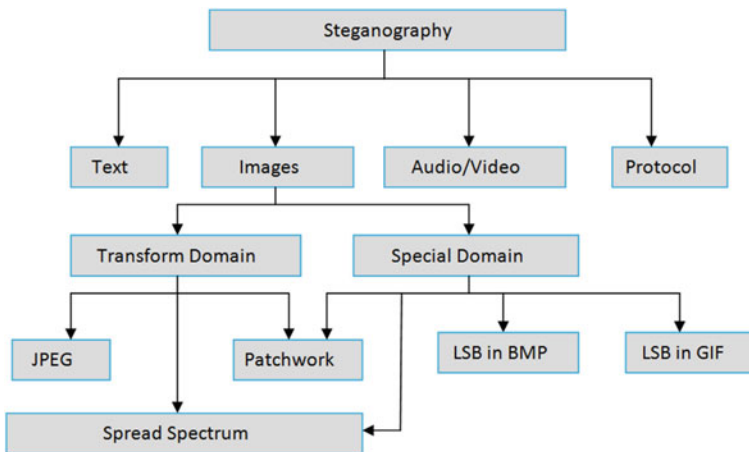 Steganography
Text
Images
Audio/Video
Protocol
Transform Domain
Special Domain
JPEG
Patchwork
LSB in BMP
LSB in GIF
Spread Spectrum